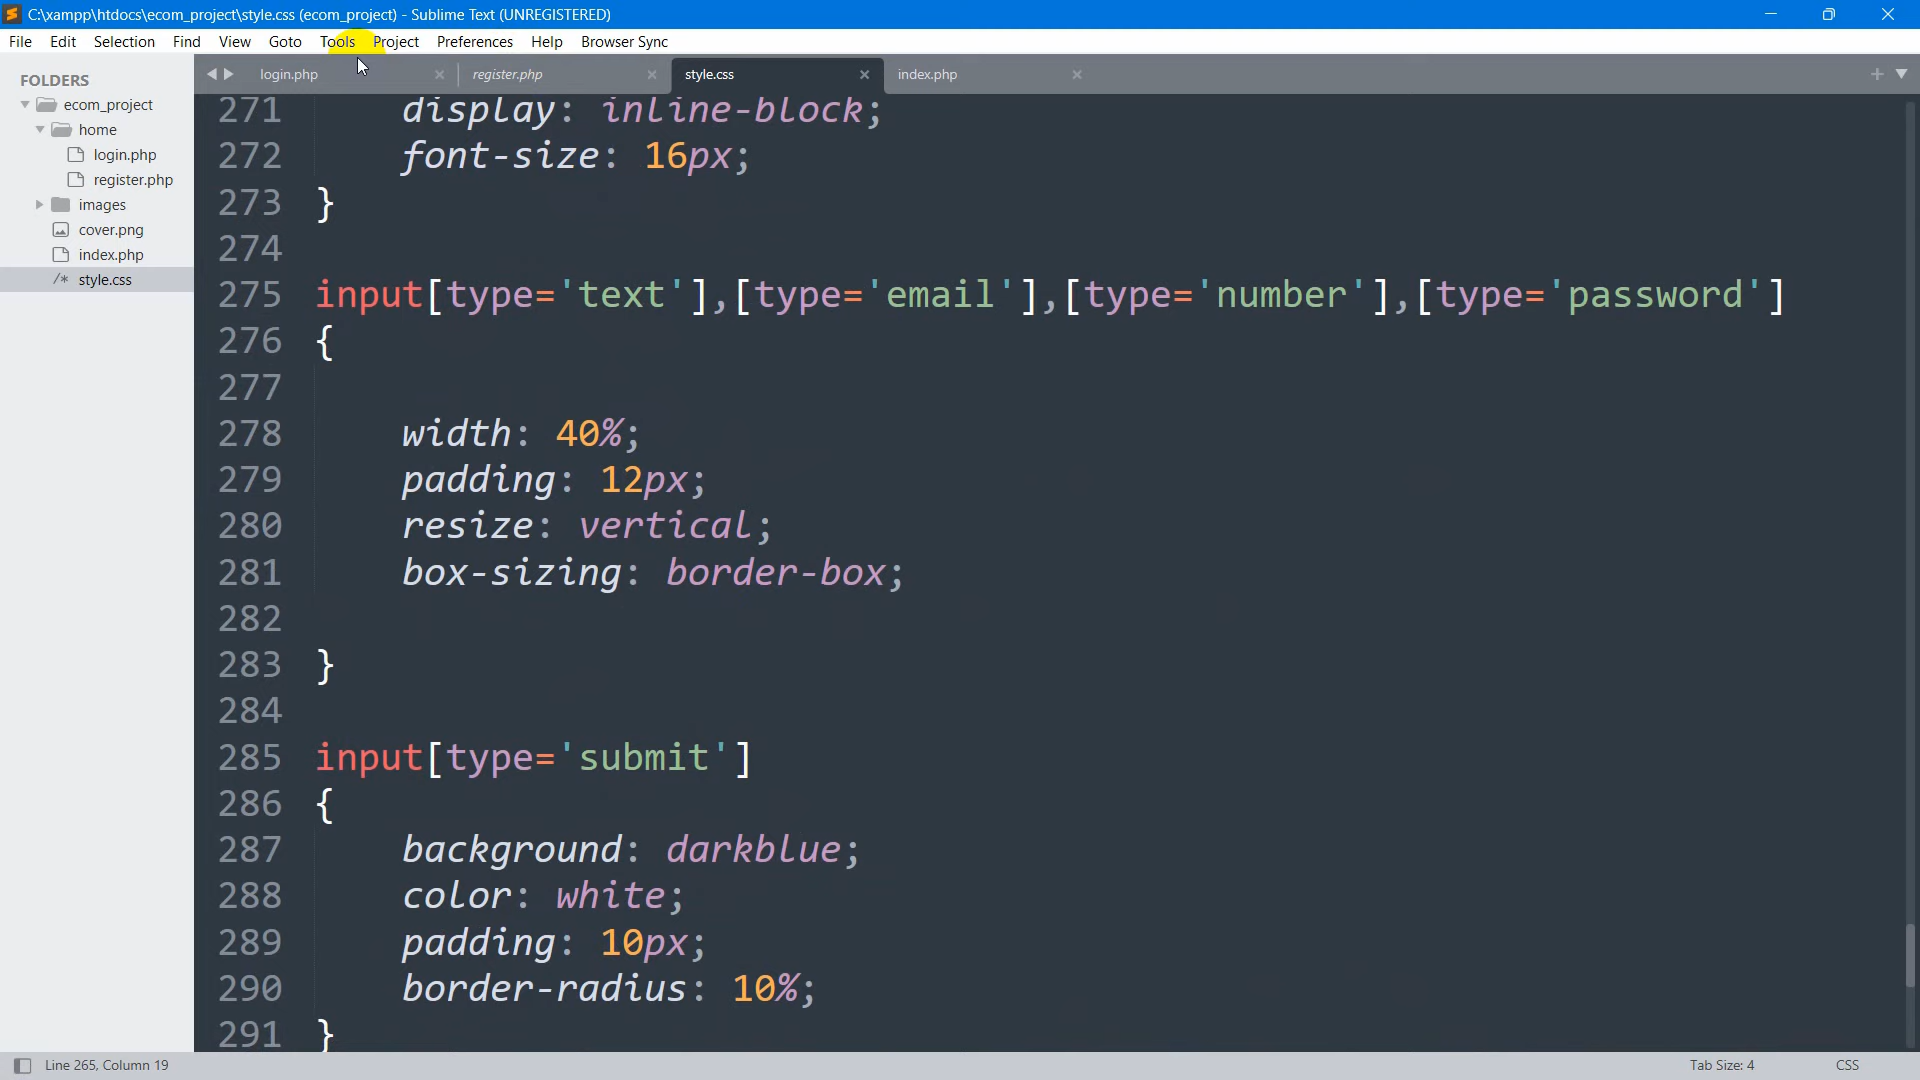 C:\xampp\htdocs\ecom_project\style.css (ecom_project) - Sublime Text (UNREGISTERED)
File Edit Selection Find View Goto Tools Project Preferences Help Browser Sync
FOLDERS
ecom_project
home
login.php
register.php
images
cover.png
index.php
/* style.css
login.php register.php style.css index.php
271 display: inline-block;
272 font-size: 16px;
273 }
274
275 input[type='text'],[type='email'],[type='number'],[type='password']
276 {
277
278 width: 40%;
279 padding: 12px;
280 resize: vertical;
281 box-sizing: border-box;
282
283 }
284
285 input[type='submit']
286 {
287 background: darkblue;
288 color: white;
289 padding: 10px;
290 border-radius: 10%;
291 }
Line 265, Column 19 Tab Size: 4 CSS